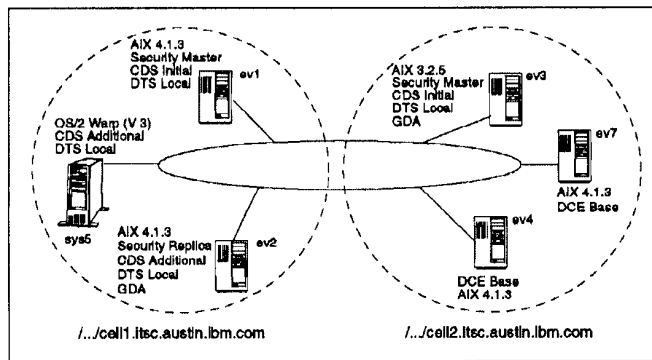 AIX 4.1.3
Security Master
CDS Initial
DTS Local
ev1
OS/2 Warp (V 3)
CDS Additional
DTS Local
sys5
AIX 4.1.3
Security Replica
CDS Additional
DTS Local
GDA
ev2
/.../cell1.itsc.austin.ibm.com
AIX 3.2.5
Security Master
CDS Initial
DTS Local
GDA
ev3
ev7
AIX 4.1.3
DCE Base
ev4
DCE Base
AIX 4.1.3
/.../cell2.itsc.austin.ibm.com